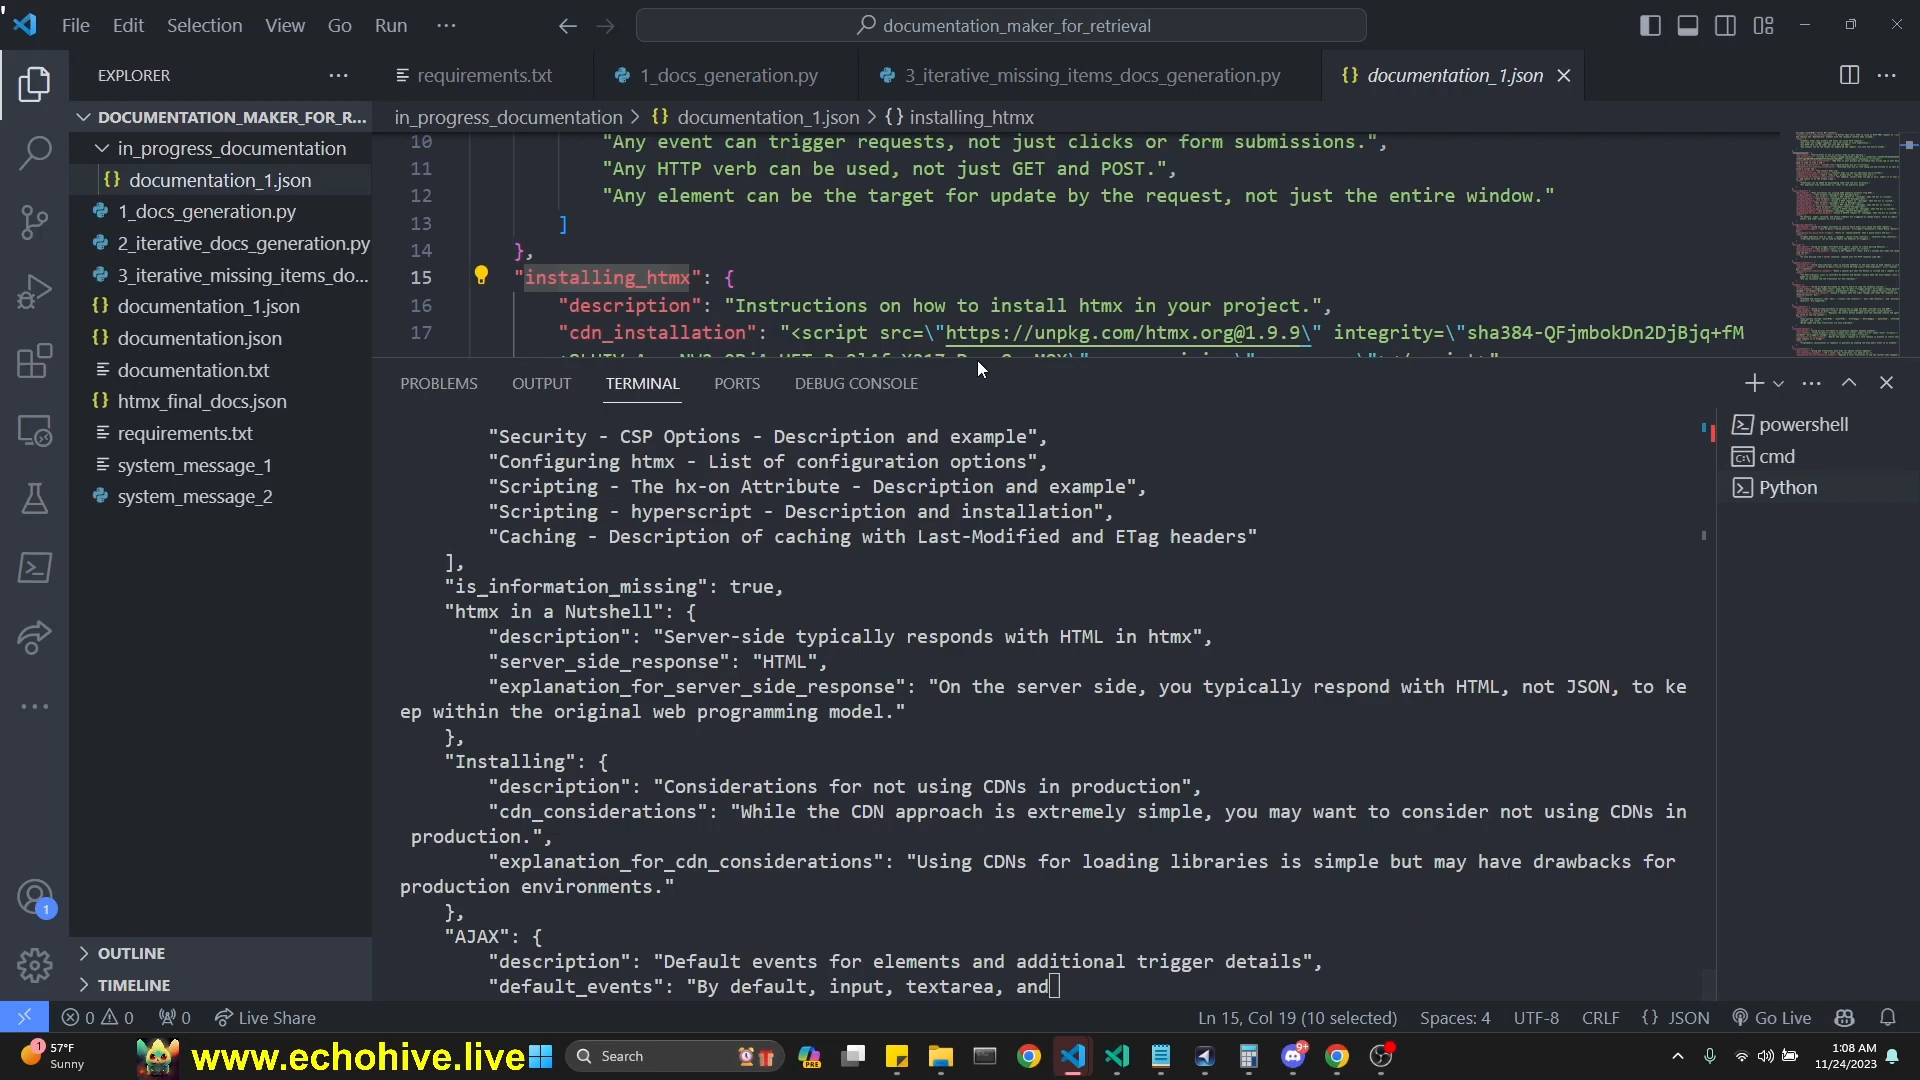 File Edit Selection View Go Run ···
documentation_maker_for_retrieval
EXPLORER
DOCUMENTATION_MAKER_FOR_R...
in_progress_documentation
documentation_1.json
1_docs_generation.py
2_iterative_docs_generation.py
3_iterative_missing_items_do...
documentation_1.json
documentation.json
documentation.txt
htmx_final_docs.json
requirements.txt
system_message_1
system_message_2
OUTLINE
TIMELINE
requirements.txt 1_docs_generation.py 3_iterative_missing_items_docs_generation.py documentation_1.json
in_progress_documentation > {} documentation_1.json > {} installing_htmx
10 "Any event can trigger requests, not just clicks or form submissions.",
11 "Any HTTP verb can be used, not just GET and POST.",
12 "Any element can be the target for update by the request, not just the entire window."
13 ]
14 },
15 "installing_htmx": {
16 "description": "Instructions on how to install htmx in your project.",
17 "cdn_installation": "<script src=\"https://unpkg.com/htmx.org@1.9.9\" integrity=\"sha384-QFjmbokDn2DjBjq+fM
PROBLEMS OUTPUT TERMINAL PORTS DEBUG CONSOLE
powershell
cmd
Python
"Security - CSP Options - Description and example",
"Configuring htmx - List of configuration options",
"Scripting - The hx-on Attribute - Description and example",
"Scripting - hyperscript - Description and installation",
"Caching - Description of caching with Last-Modified and ETag headers"
],
"is_information_missing": true,
"htmx in a Nutshell": {
"description": "Server-side typically responds with HTML in htmx",
"server_side_response": "HTML",
"explanation_for_server_side_response": "On the server side, you typically respond with HTML, not JSON, to ke
ep within the original web programming model."
},
"Installing": {
"description": "Considerations for not using CDNs in production",
"cdn_considerations": "While the CDN approach is extremely simple, you may want to consider not using CDNs in
production.",
"explanation_for_cdn_considerations": "Using CDNs for loading libraries is simple but may have drawbacks for
production environments."
},
"AJAX": {
"description": "Default events for elements and additional trigger details",
"default_events": "By default, input, textarea, and
1
0 0 0 Live Share Ln 15, Col 19 (10 selected) Spaces: 4 UTF-8 CRLF {} JSON Go Live
1 57°F
Sunny
www.echohive.live
Search
PRE
9+
1:08 AM
11/24/2023